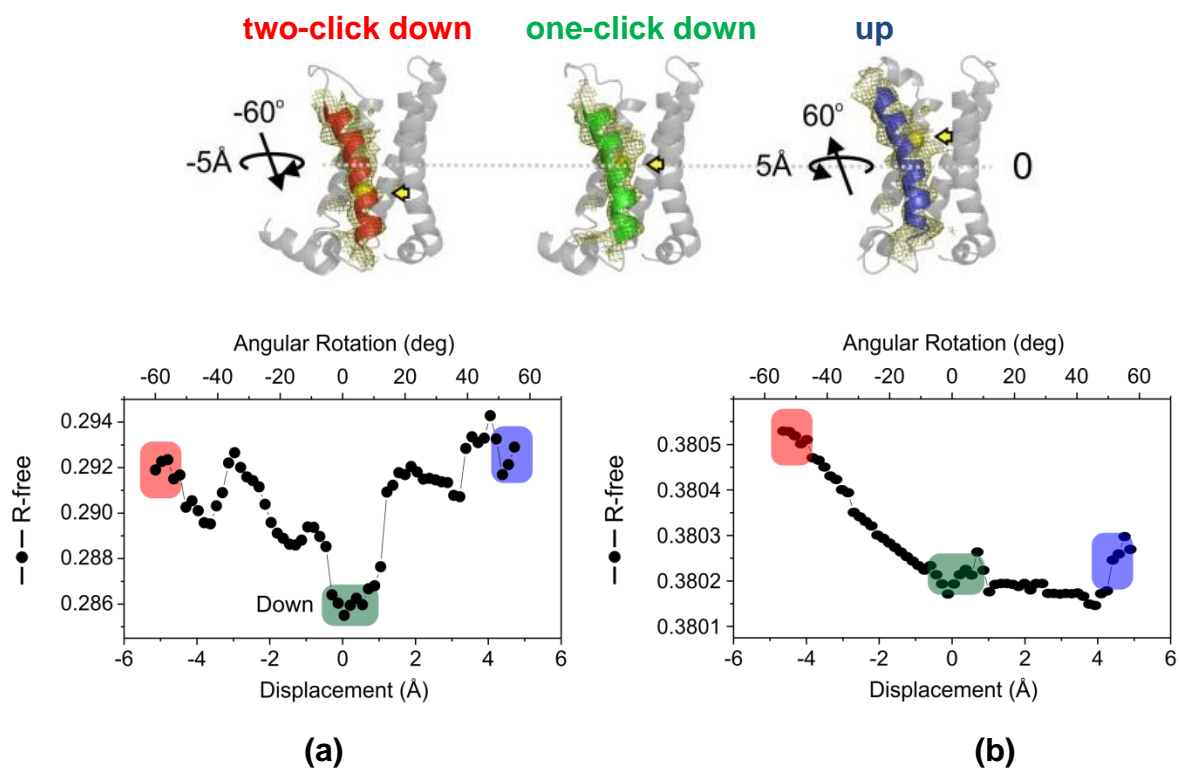 two-click down one-click down up
-60°
-5Å
60°
5Å
0
Angular Rotation (deg)
-60 -40 -20 0 20 40 60
0.294
0.292
0.290
0.288
0.286
R-free
Down
-6 -4 -2 0 2 4 6
Displacement (Å)
(a)
Angular Rotation (deg)
-60 -40 -20 0 20 40 60
0.3805
0.3804
0.3803
0.3802
0.3801
R-free
-6 -4 -2 0 2 4 6
Displacement (Å)
(b)